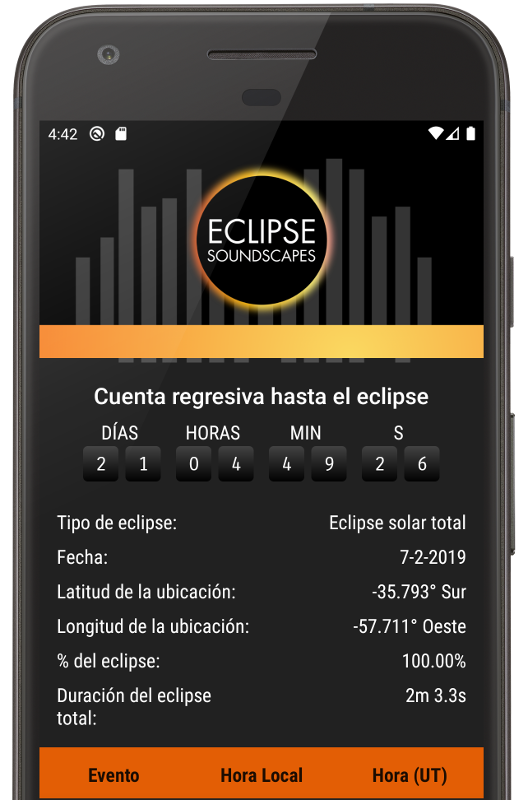 4:42
ECLIPSE
SOUNDSCAPES
Cuenta regresiva hasta el eclipse
DÍAS HORAS MIN S
2 1 0 4 4 9 2 6
Tipo de eclipse: Eclipse solar total
Fecha: 7-2-2019
Latitud de la ubicación: -35.793° Sur
Longitud de la ubicación: -57.711° Oeste
% del eclipse: 100.00%
Duración del eclipse 2m 3.3s
total:
Evento Hora Local Hora (UT)